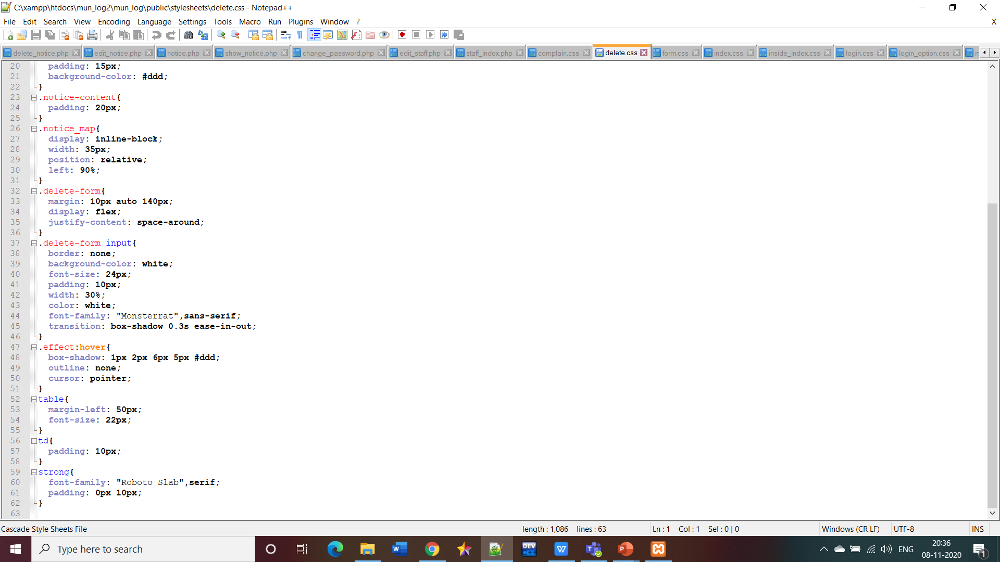 C:\xampp\htdocs\mun_log2\mun_log\public\stylesheets\delete.css - Notepad++
File Edit Search View Encoding Language Settings Tools Macro Run Plugins Window ? X
delete_notice.php edit_notice.php notice.php show_notice.php change_password.php edit_staff.php staff_index.php complain.css delete.css form.css index.css inside_index.css login.css login_option.css
20 padding: 15px;
21 background-color: #ddd;
22 }
23 .notice-content{
24 padding: 20px;
25 }
26 .notice_map{
27 display: inline-block;
28 width: 35px;
29 position: relative;
30 left: 90%;
31 }
32 .delete-form{
33 margin: 10px auto 140px;
34 display: flex;
35 justify-content: space-around;
36 }
37 .delete-form input{
38 border: none;
39 background-color: white;
40 font-size: 24px;
41 padding: 10px;
42 width: 30%;
43 color: white;
44 font-family: "Monsterrat",sans-serif;
45 transition: box-shadow 0.3s ease-in-out;
46 }
47 .effect:hover{
48 box-shadow: 1px 2px 6px 5px #ddd;
49 outline: none;
50 cursor: pointer;
51 }
52 table{
53 margin-left: 50px;
54 font-size: 22px;
55 }
56 td{
57 padding: 10px;
58 }
59 strong{
60 font-family: "Roboto Slab",serif;
61 padding: 0px 10px;
62 }
63
Cascade Style Sheets File length : 1,086 lines : 63 Ln : 1 Col : 1 Sel : 0 | 0 Windows (CR LF) UTF-8 INS
Type here to search DEV C++ ENG 20:36
08-11-2020 1